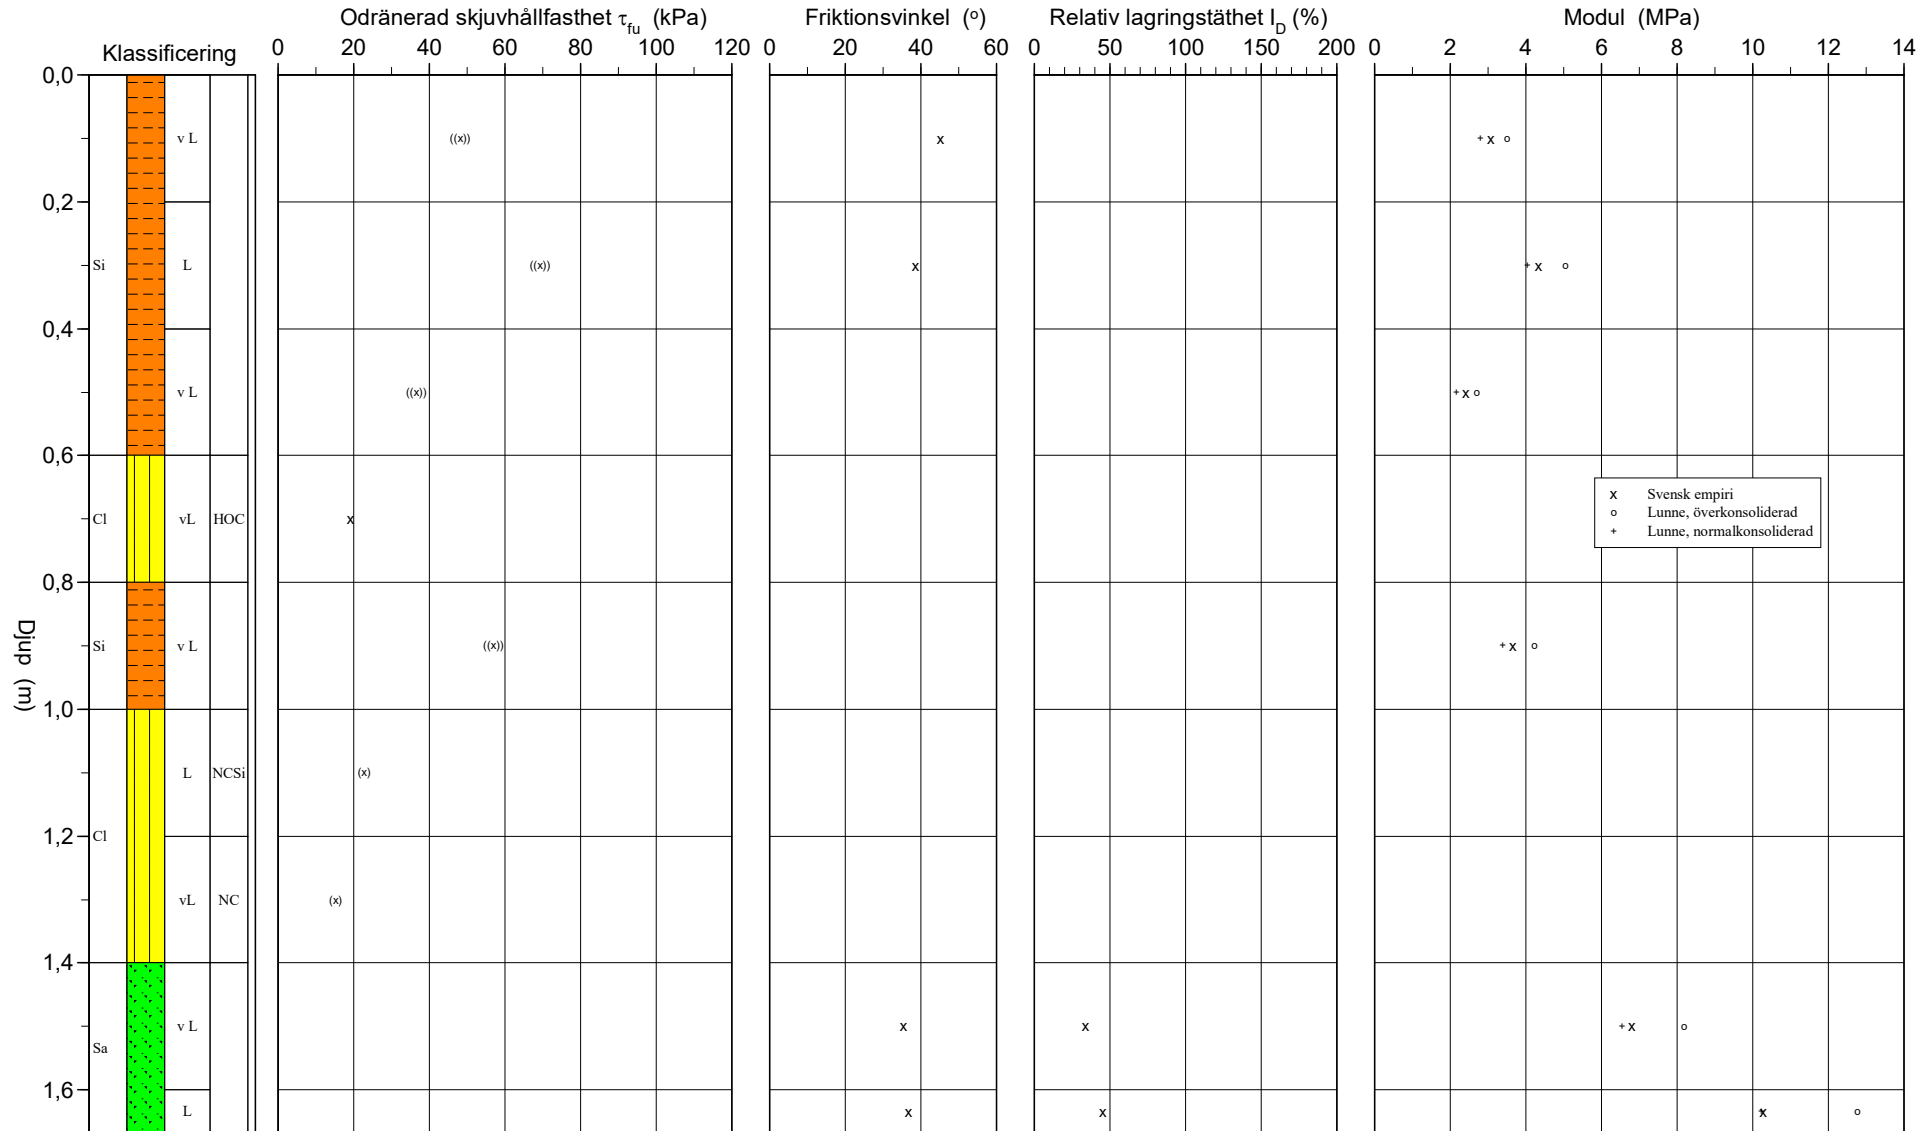 Odränerad skjuvhållfasthet τfu (kPa) Friktionsvinkel (o) Relativ lagringstäthet ID (%) Modul (MPa)
Klassificering
0 20 40 60 80 100 120 0 20 40 60 0 50 100 150 200 0 2 4 6 8 10 12 14
0,0
v L ((x)) x + x o
0,2
Si L ((x)) x + x o
0,4
v L ((x)) + x o
0,6
x Svensk empiri
o Lunne, överkonsoliderad
+ Lunne, normalkonsoliderad
Cl vL HOC x
0,8
Djup (m)
Si v L ((x)) + x o
1,0
L NCSi (x)
1,2
Cl
vL NC (x)
1,4
v L x x + x o
Sa
1,6
L x x + x o